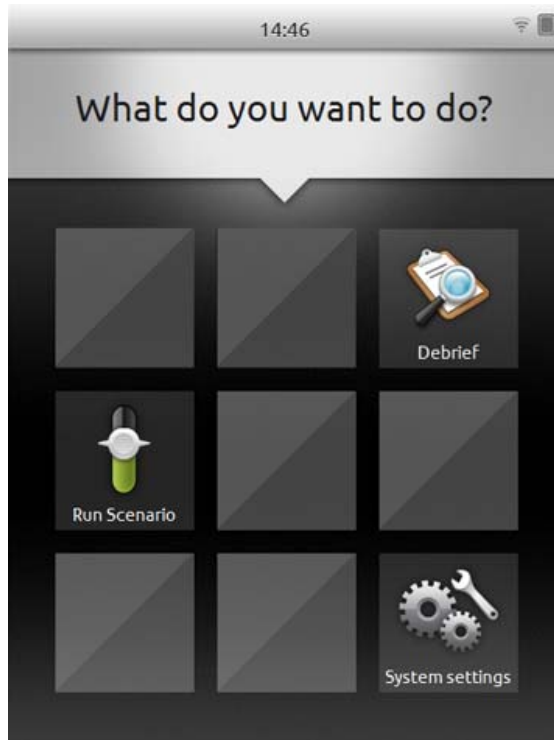 14:46
What do you want to do?
Debrief
Run Scenario
System settings